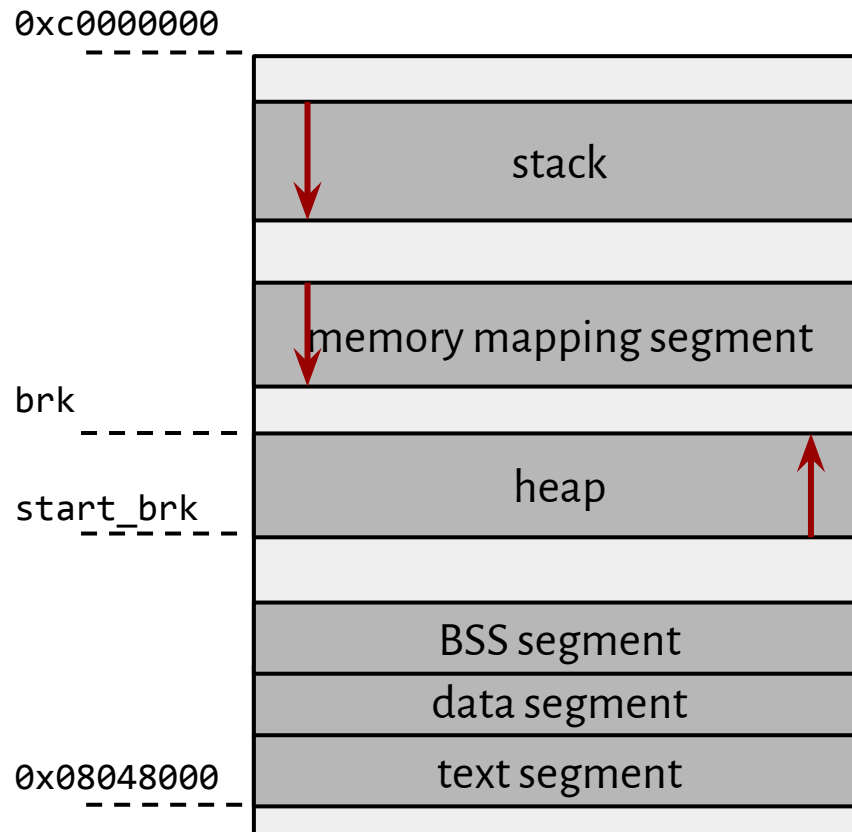 0xc0000000
stack
memory mapping segment
brk
heap
start_brk
BSS segment
data segment
0x08048000
text segment